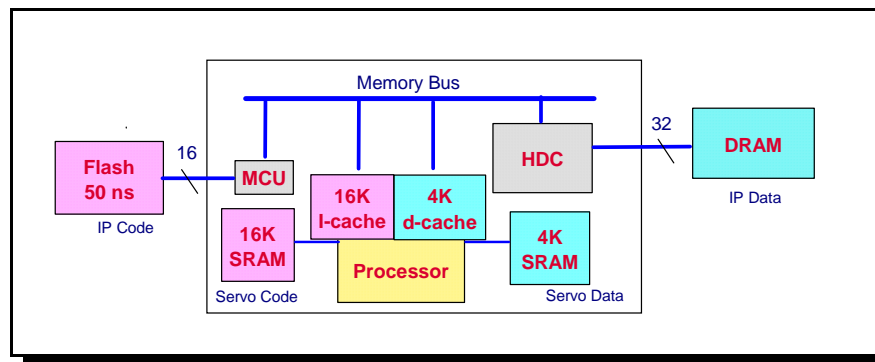 Memory Bus
16
32
Flash
50 ns
IP Code
MCU
HDC
DRAM
IP Data
16K
I-cache
4K
d-cache
16K
SRAM
Servo Code
Processor
4K
SRAM
Servo Data